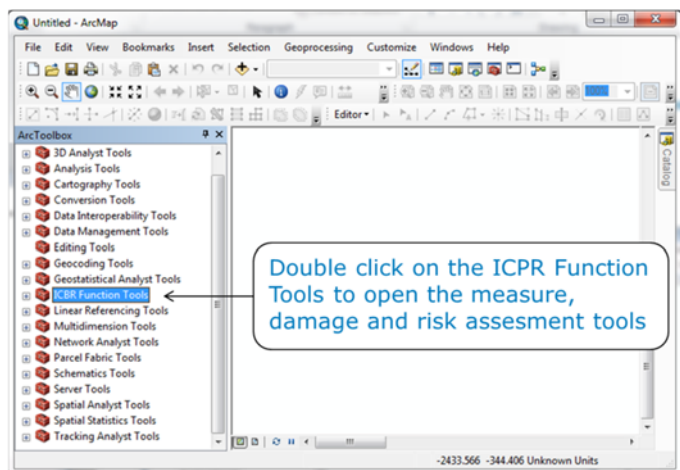 Untitled - ArcMap
File Edit View Bookmarks Insert Selection Geoprocessing Customize Windows Help
Editor
ArcToolbox
3D Analyst Tools
Analysis Tools
Cartography Tools
Conversion Tools
Data Interoperability Tools
Data Management Tools
Editing Tools
Geocoding Tools
Geostatistical Analyst Tools
ICBR Function Tools
Linear Referencing Tools
Multidimension Tools
Network Analyst Tools
Parcel Fabric Tools
Schematics Tools
Server Tools
Spatial Analyst Tools
Spatial Statistics Tools
Tracking Analyst Tools
Catalog
Double click on the ICPR Function
Tools to open the measure,
damage and risk assesment tools
-2433.566 -344.406 Unknown Units